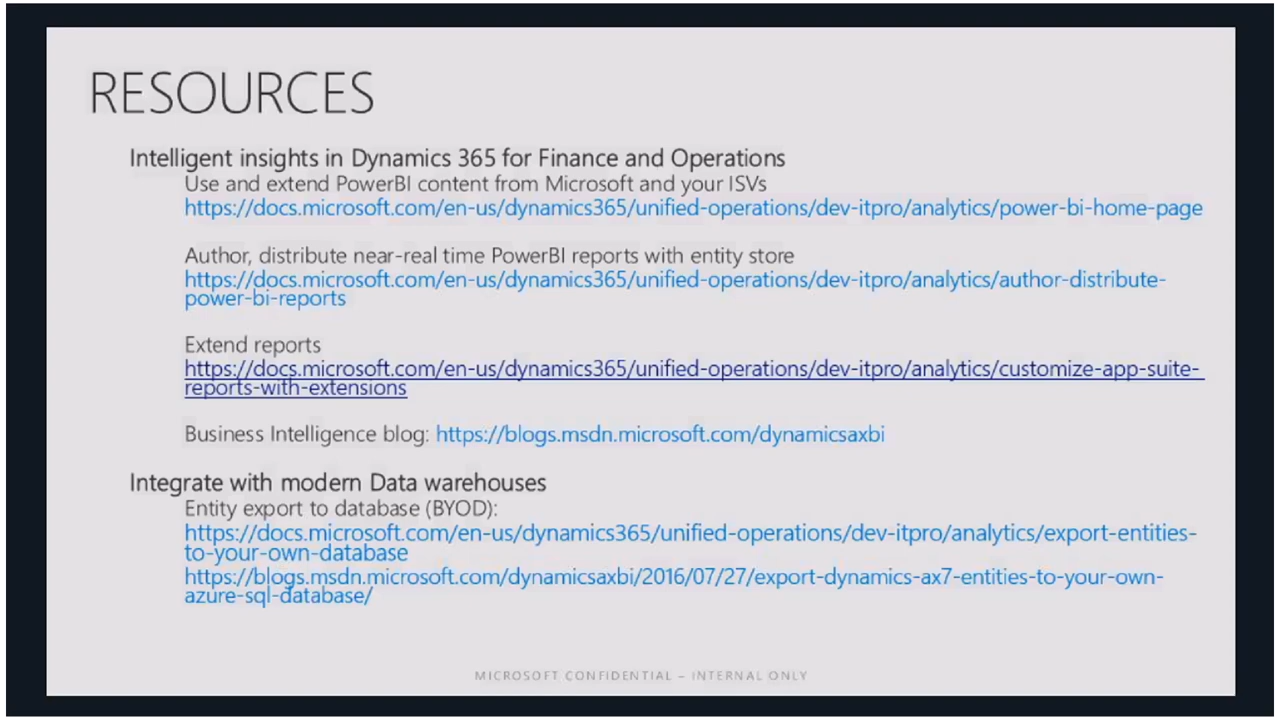 RESOURCES
Intelligent insights in Dynamics 365 for Finance and Operations
Use and extend PowerBI content from Microsoft and your ISVs
https://docs.microsoft.com/en-us/dynamics365/unified-operations/dev-itpro/analytics/power-bi-home-page
Author, distribute near-real time PowerBI reports with entity store
https://docs.microsoft.com/en-us/dynamics365/unified-operations/dev-itpro/analytics/author-distribute-
power-bi-reports
Extend reports
https://docs.microsoft.com/en-us/dynamics365/unified-operations/dev-itpro/analytics/customize-app-suite-
reports-with-extensions
Business Intelligence blog: https://blogs.msdn.microsoft.com/dynamicsaxbi
Integrate with modern Data warehouses
Entity export to database (BYOD):
https://docs.microsoft.com/en-us/dynamics365/unified-operations/dev-itpro/analytics/export-entities-
to-your-own-database
https://blogs.msdn.microsoft.com/dynamicsaxbi/2016/07/27/export-dynamics-ax7-entities-to-your-own-
azure-sql-database/
MICROSOFT CONFIDENTIAL – INTERNAL ONLY